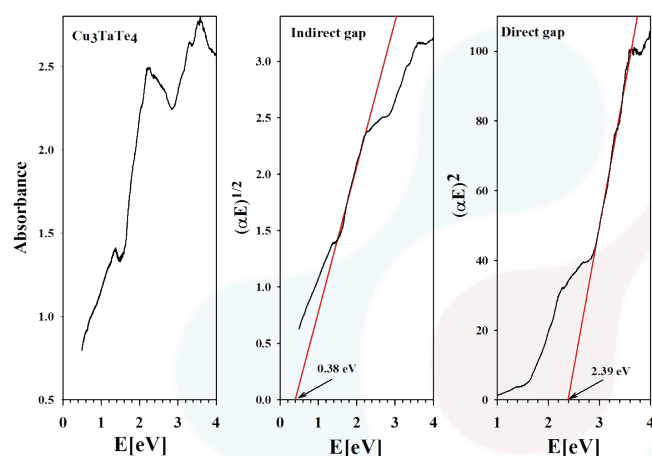 Cu3TaTe4
Absorbance
2.5
2.0
1.5
1.0
0.5
0 1 2 3 4
E[eV]
Indirect gap
(αE)1/2
3.0
2.5
2.0
1.5
1.0
0.5
0.0
0.38 eV
0 1 2 3 4
E[eV]
Direct gap
(αE)2
100
80
60
40
20
0
2.39 eV
1 2 3 4
E[eV]